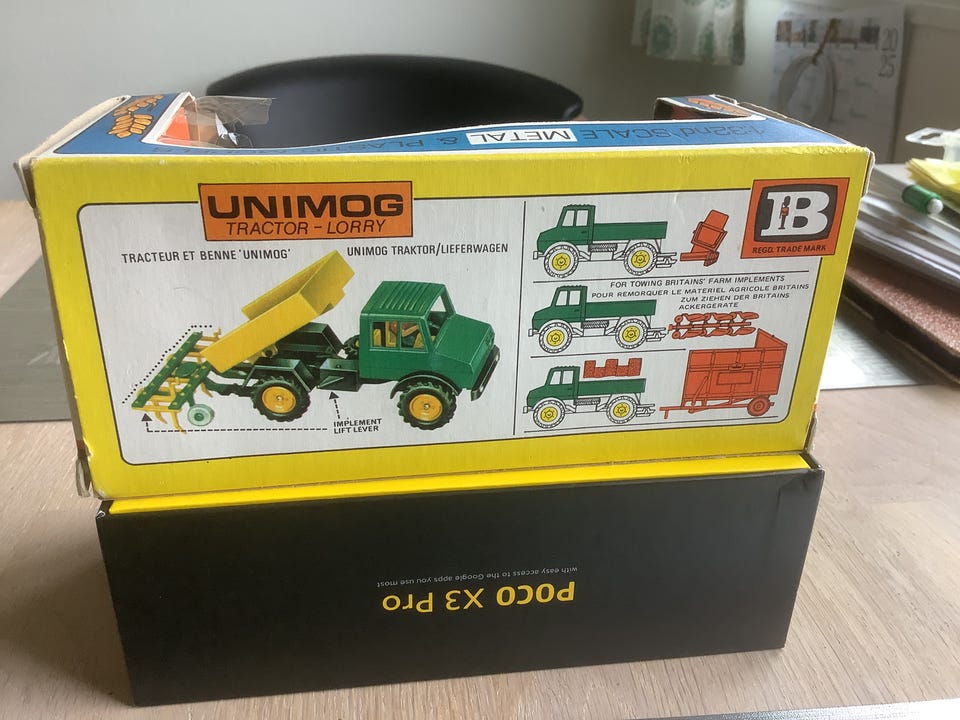 1:32nd SCALE METAL & PLA
UNIMOG
TRACTOR - LORRY
TRACTEUR ET BENNE 'UNIMOG'
UNIMOG TRAKTOR/LIEFERWAGEN
IMPLEMENT
LIFT LEVER
B
REGD. TRADE MARK
FOR TOWING BRITAINS' FARM IMPLEMENTS
POUR REMORQUER LE MATERIEL AGRICOLE BRITAINS
ZUM ZIEHEN DER BRITAINS
ACKERGERATE
POCO X3 Pro
with easy access to the Google apps you use most
2025